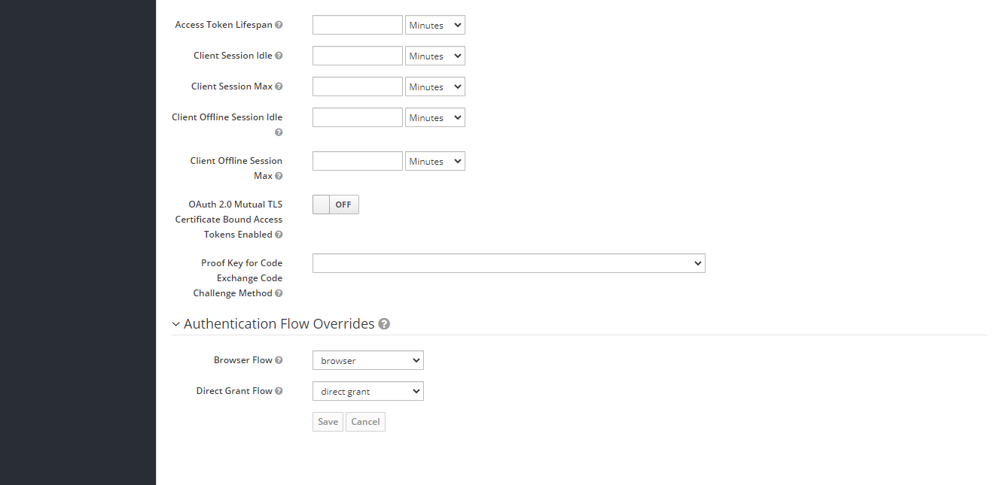 Access Token Lifespan
Minutes
Client Session Idle
Minutes
Client Session Max
Minutes
Client Offline Session Idle
Minutes
Client Offline Session
Max
Minutes
OAuth 2.0 Mutual TLS
Certificate Bound Access
Tokens Enabled
OFF
Proof Key for Code
Exchange Code
Challenge Method
Authentication Flow Overrides
Browser Flow
browser
Direct Grant Flow
direct grant
Save Cancel